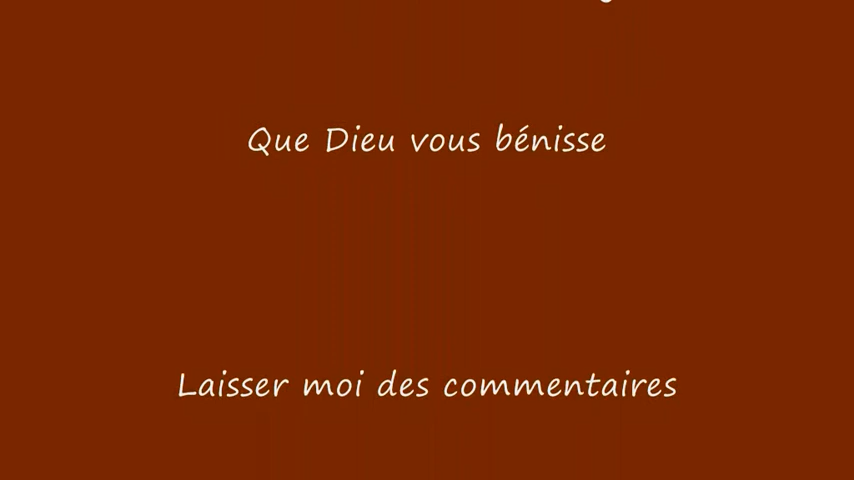 Que Dieu vous bénisse
Laisser moi des commentaires